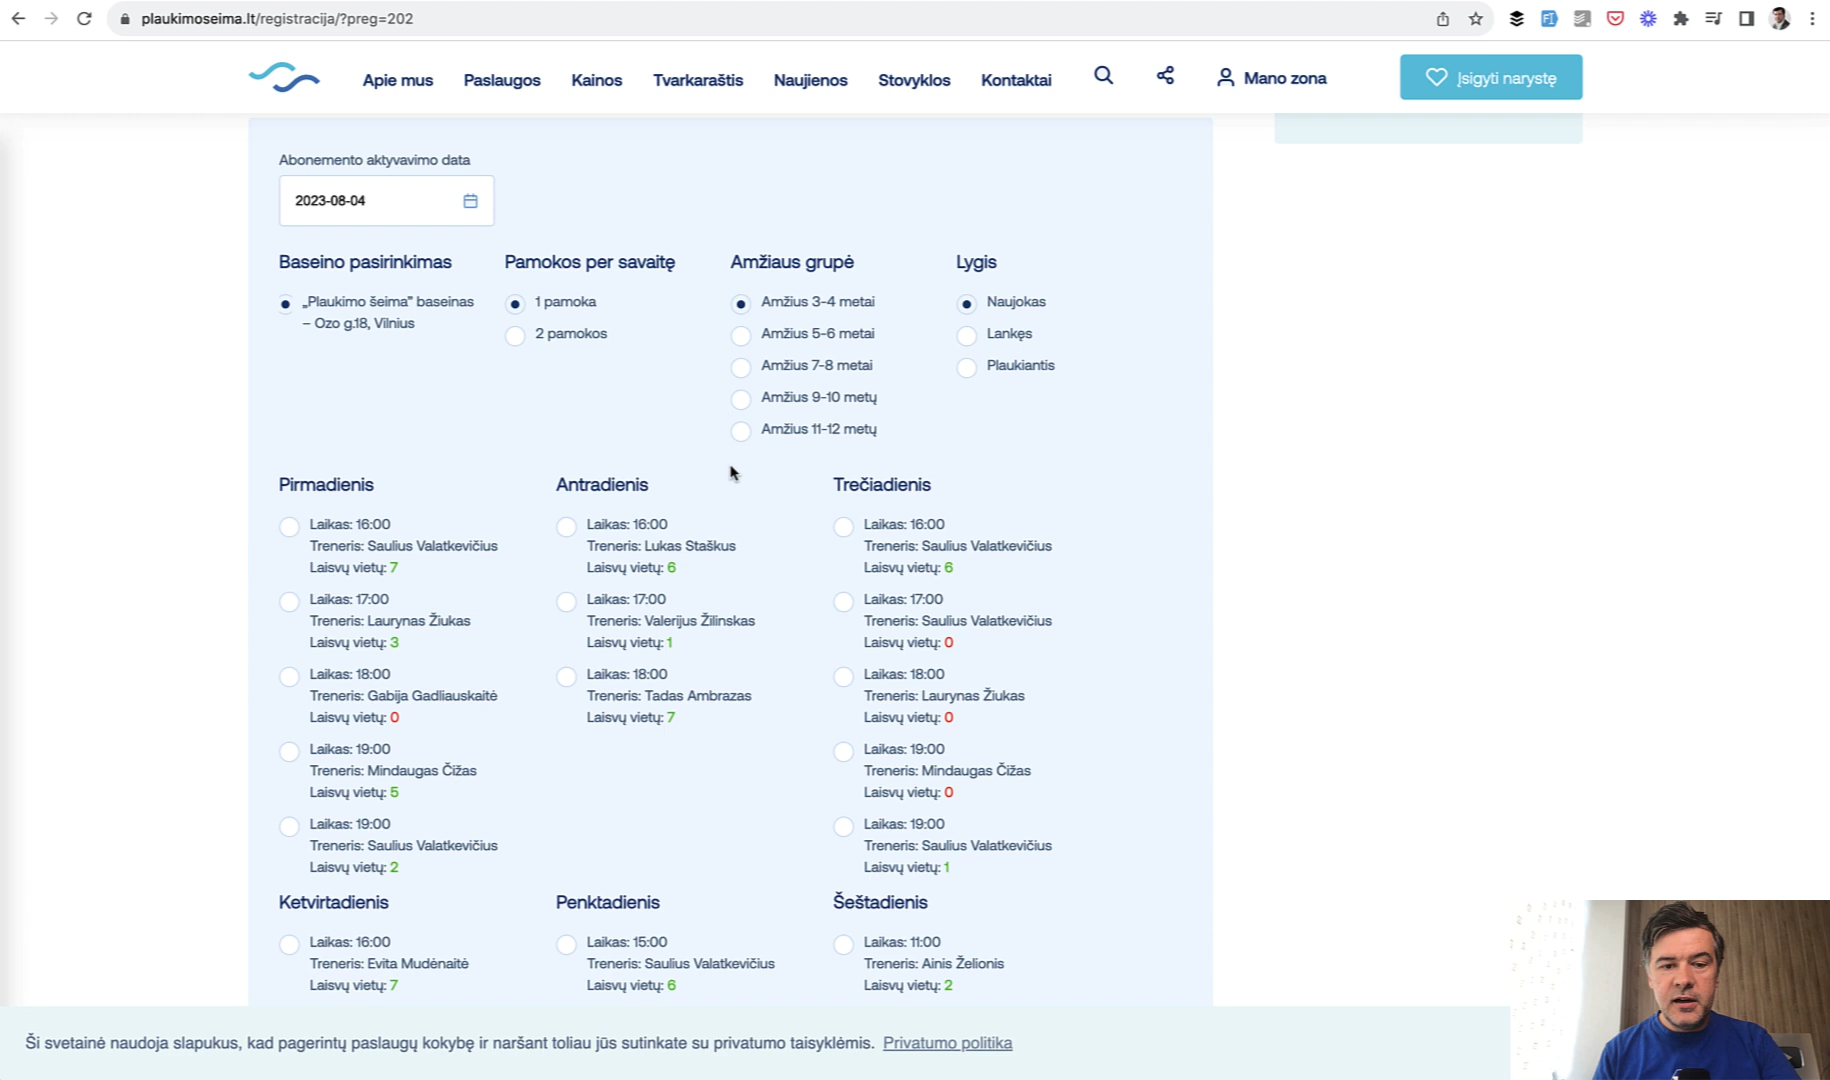 plaukimoseima.lt/registracija/?preg=202
Apie mus Paslaugos Kainos Tvarkaraštis Naujienos Stovyklos Kontaktai Mano zona Įsigyti narystę
Abonemento aktyvavimo data
2023-08-04
Baseino pasirinkimas
„Plaukimo šeima” baseinas
– Ozo g.18, Vilnius
Pamokos per savaitę
1 pamoka
2 pamokos
Amžiaus grupė
Amžius 3-4 metai
Amžius 5-6 metai
Amžius 7-8 metai
Amžius 9-10 metų
Amžius 11-12 metų
Lygis
Naujokas
Lankęs
Plaukiantis
Pirmadienis
Laikas: 16:00
Treneris: Saulius Valatkevičius
Laisvų vietų: 7
Laikas: 17:00
Treneris: Laurynas Žiukas
Laisvų vietų: 3
Laikas: 18:00
Treneris: Gabija Gadliauskaitė
Laisvų vietų: 0
Laikas: 19:00
Treneris: Mindaugas Čižas
Laisvų vietų: 5
Laikas: 19:00
Treneris: Saulius Valatkevičius
Laisvų vietų: 2
Antradienis
Laikas: 16:00
Treneris: Lukas Staškus
Laisvų vietų: 6
Laikas: 17:00
Treneris: Valerijus Žilinskas
Laisvų vietų: 1
Laikas: 18:00
Treneris: Tadas Ambrazas
Laisvų vietų: 7
Trečiadienis
Laikas: 16:00
Treneris: Saulius Valatkevičius
Laisvų vietų: 6
Laikas: 17:00
Treneris: Saulius Valatkevičius
Laisvų vietų: 0
Laikas: 18:00
Treneris: Laurynas Žiukas
Laisvų vietų: 0
Laikas: 19:00
Treneris: Mindaugas Čižas
Laisvų vietų: 0
Laikas: 19:00
Treneris: Saulius Valatkevičius
Laisvų vietų: 1
Ketvirtadienis
Laikas: 16:00
Treneris: Evita Mudėnaitė
Laisvų vietų: 7
Penktadienis
Laikas: 15:00
Treneris: Saulius Valatkevičius
Laisvų vietų: 6
Šeštadienis
Laikas: 11:00
Treneris: Ainis Želionis
Laisvų vietų: 2
Ši svetainė naudoja slapukus, kad pagerintų paslaugų kokybę ir naršant toliau jūs sutinkate su privatumo taisyklėmis. Privatumo politika